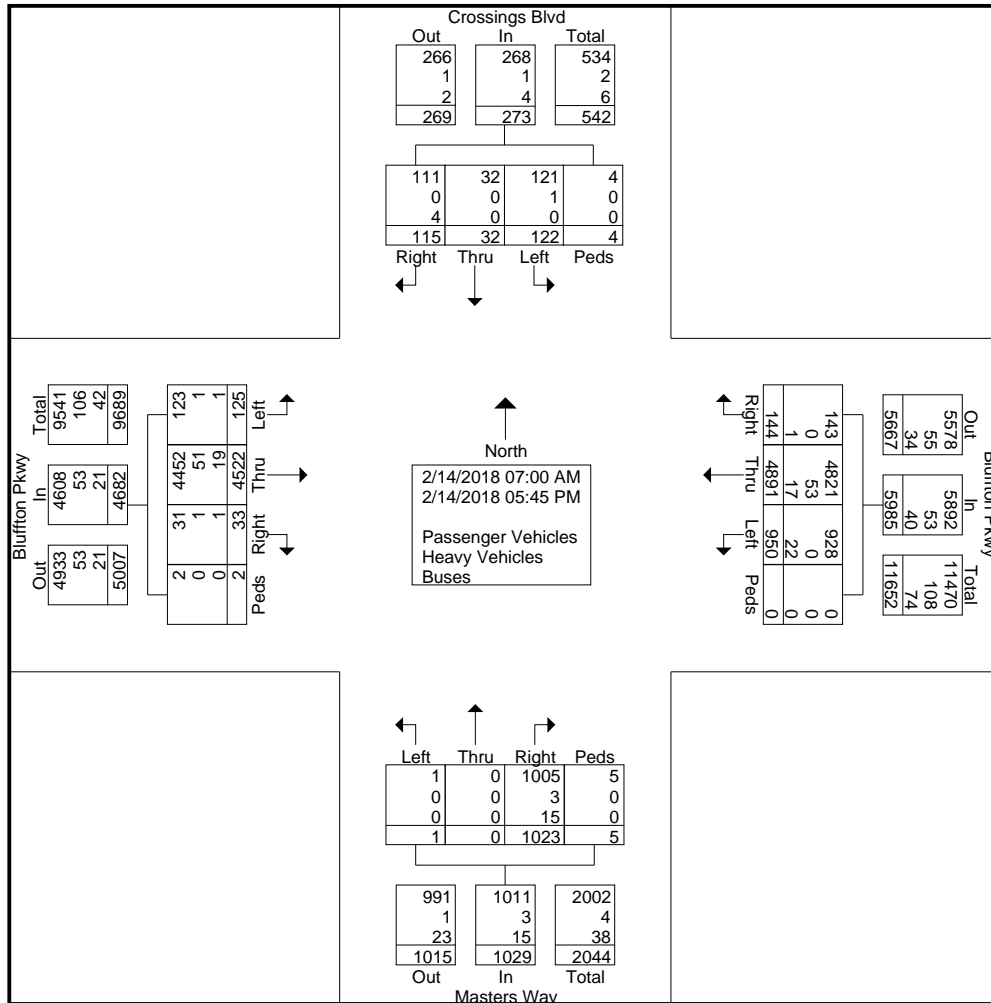 Crossings Blvd
Out In Total
266 268 534
1 1 2
2 4 6
269 273 542
111 32 121 4
0 0 1 0
4 0 0 0
115 32 122 4
Right Thru Left Peds
Bluffton Pkwy
Total
9541 106 42 9689
In
4608 53 21 4682
Out
4933 53 21 5007
123 1 1 125 Left
4452 51 19 4522 Thru
31 1 1 33 Right
2 0 0 2 Peds
North
2/14/2018 07:00 AM
2/14/2018 05:45 PM
Passenger Vehicles
Heavy Vehicles
Buses
Right 144 1 0 143
Thru 4891 17 53 4821
Left 950 22 0 928
Peds 0 0 0 0
Bluffton Pkwy
Out
5667 34 55 5578
In
5985 40 53 5892
Total
11652 74 108 11470
Left Thru Right Peds
1 0 1005 5
0 0 3 0
0 0 15 0
1 0 1023 5
991 1011 2002
1 3 4
23 15 38
1015 1029 2044
Out In Total
Masters Way